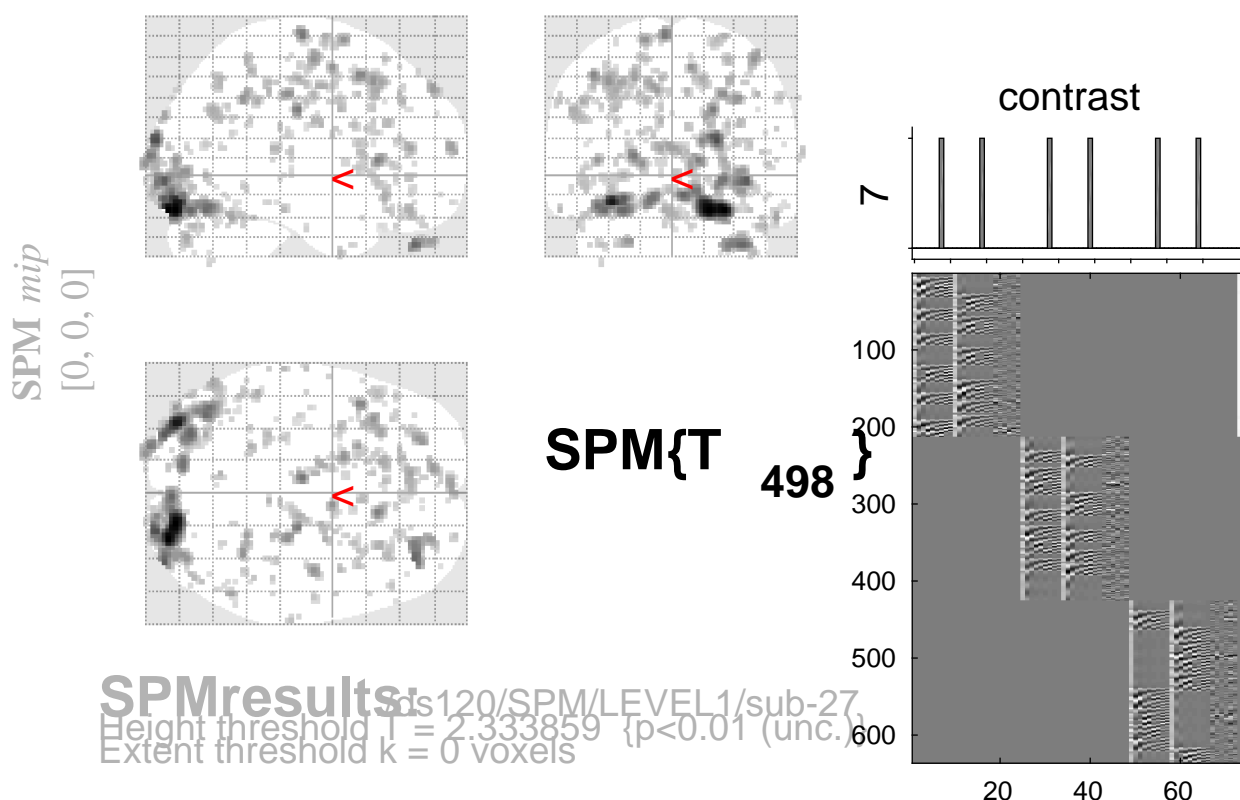 SPM mip
[0, 0, 0]
<
<
<
SPM{T 498 }
contrast
7
100
200
300
400
500
600
20 40 60
SPMresults: /ds120/SPM/LEVEL1/sub-27
Height threshold T = 2.333859 {p<0.01 (unc.)}
Extent threshold k = 0 voxels